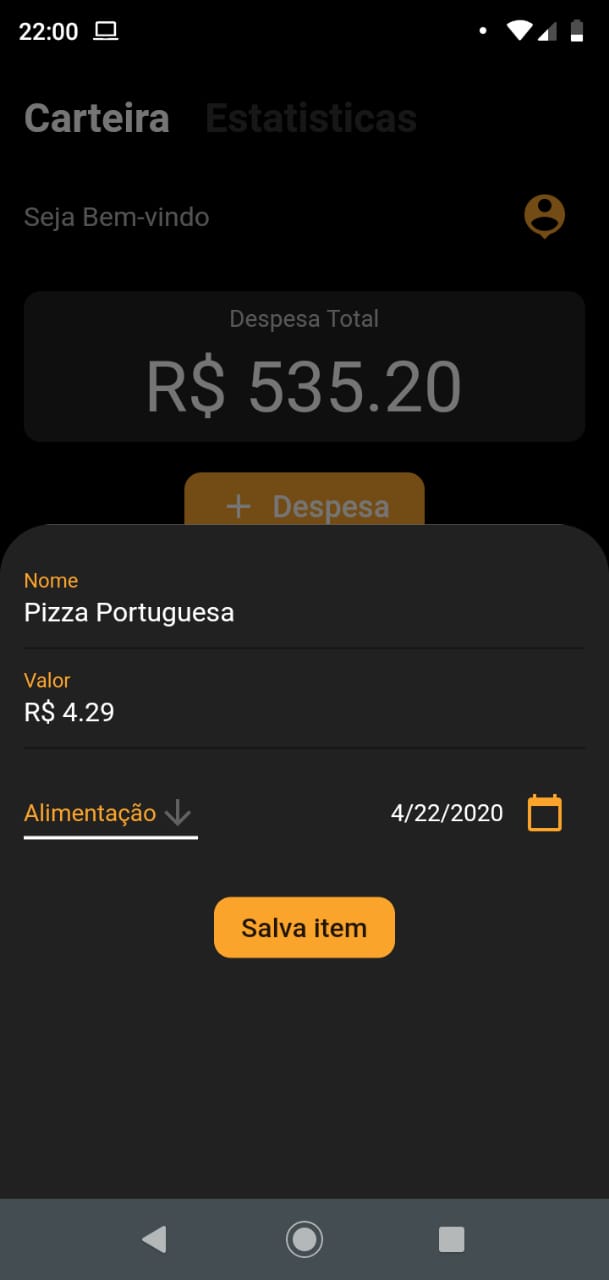 22:00
Carteira Estatisticas
Seja Bem-vindo
Despesa Total
R$ 535.20
+ Despesa
Nome
Pizza Portuguesa
Valor
R$ 4.29
Alimentação 4/22/2020
Salva item